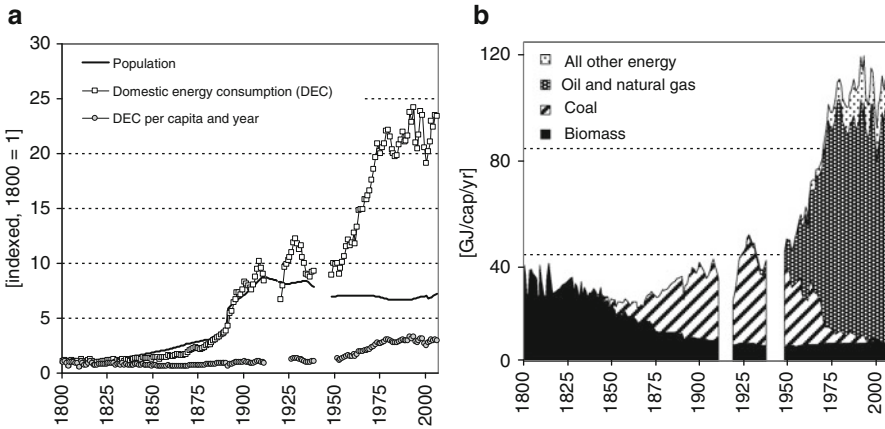 a
[indexed, 1800 = 1]
30
25
20
15
10
5
0
Population
Domestic energy consumption (DEC)
DEC per capita and year
1800
1825
1850
1875
1900
1925
1950
1975
2000
b
[GJ/cap/yr]
120
80
40
0
All other energy
Oil and natural gas
Coal
Biomass
1800
1825
1850
1875
1900
1925
1950
1975
2000